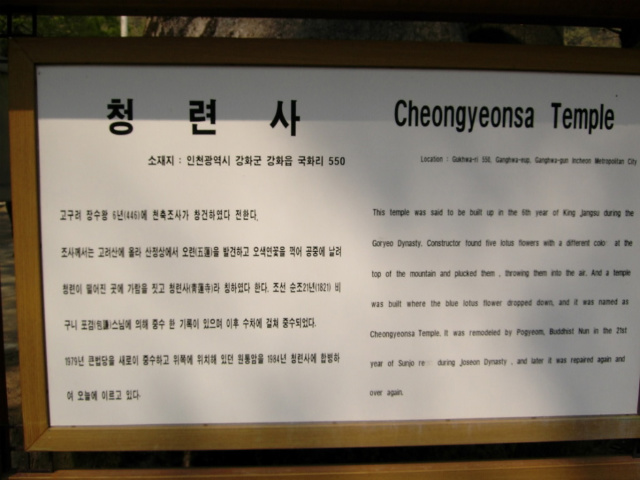 청 련 사
소재지 : 인천광역시 강화군 강화읍 국화리 550
고구려 장수왕 6년(446)에 천축조사가 창건하였다 전한다.
조사께서는 고려산에 올라 산정상에서 오련(五蓮)을 발견하고 오색연꽃을 꺽어 공중에 날려
청련이 떨어진 곳에 가람을 짓고 청련사(靑蓮寺)라 칭하였다 한다. 조선 순조21년(1821) 비
구니 포겸(包謙)스님에 의해 중수 한 기록이 있으며 이후 수차에 걸쳐 중수되었다.
1979년 큰법당을 새로이 중수하고 위쪽에 위치해 있던 원통암을 1984년 청련사에 합병하
여 오늘에 이르고 있다.
Cheongyeonsa Temple
Location : Gukhwa-ri 550, Ganghwa-eup, Ganghwa-gun Incheon Metropolitan City
This temple was said to be built up in the 6th year of King Jangsu during the
Goryeo Dynasty. Constructor found five lotus flowers with a different color at the
top of the mountain and plucked them , throwing them into the air. And a temple
was built where the blue lotus flower dropped down, and it was named as
Cheongyeonsa Temple. It was remodeled by Pogyeom, Buddhist Nun in the 21st
year of Sunjo during Joseon Dynasty , and later it was repaired again and
over again.